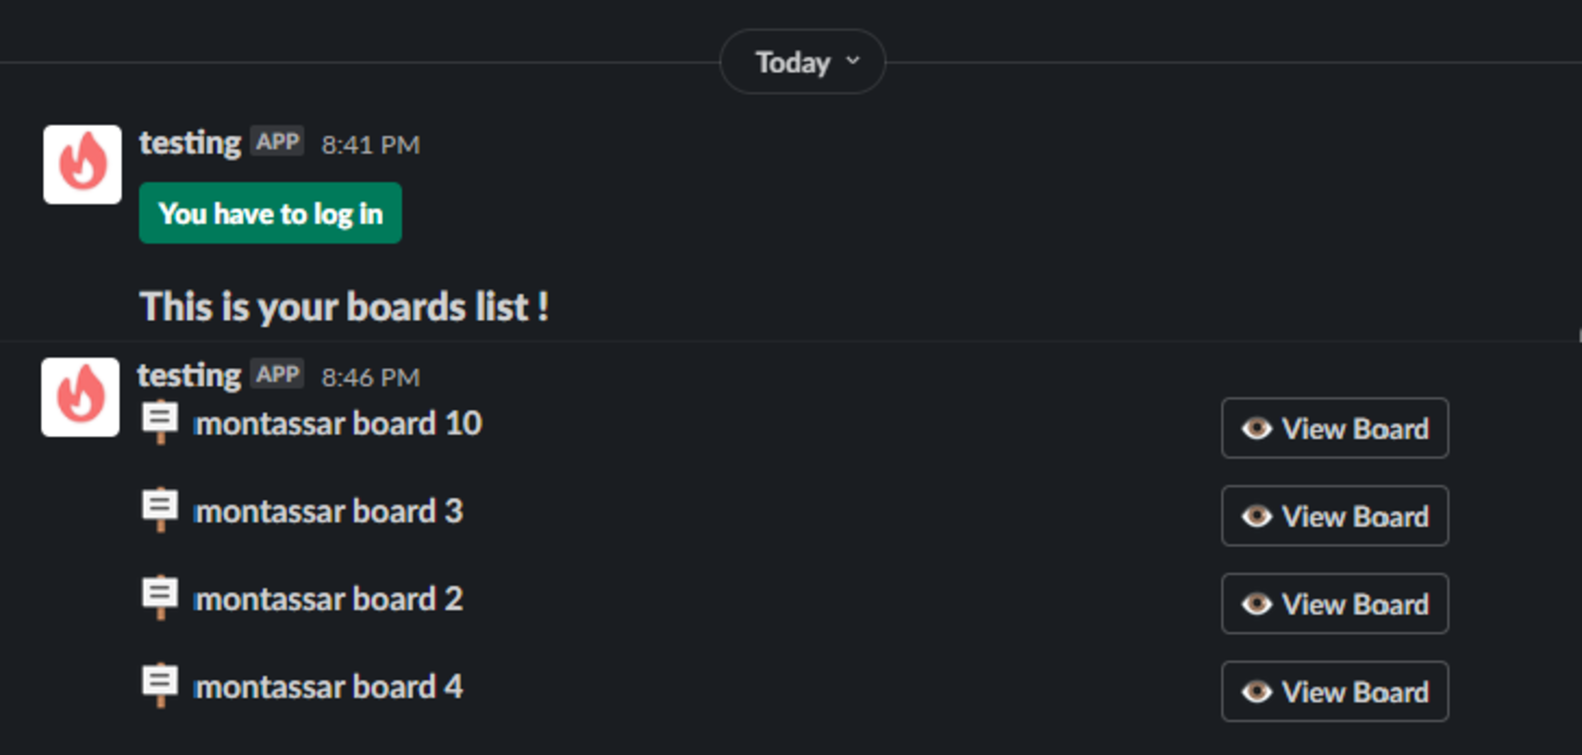 Today
testing APP 8:41 PM
You have to log in
This is your boards list !
testing APP 8:46 PM
montassar board 10 View Board
montassar board 3 View Board
montassar board 2 View Board
montassar board 4 View Board